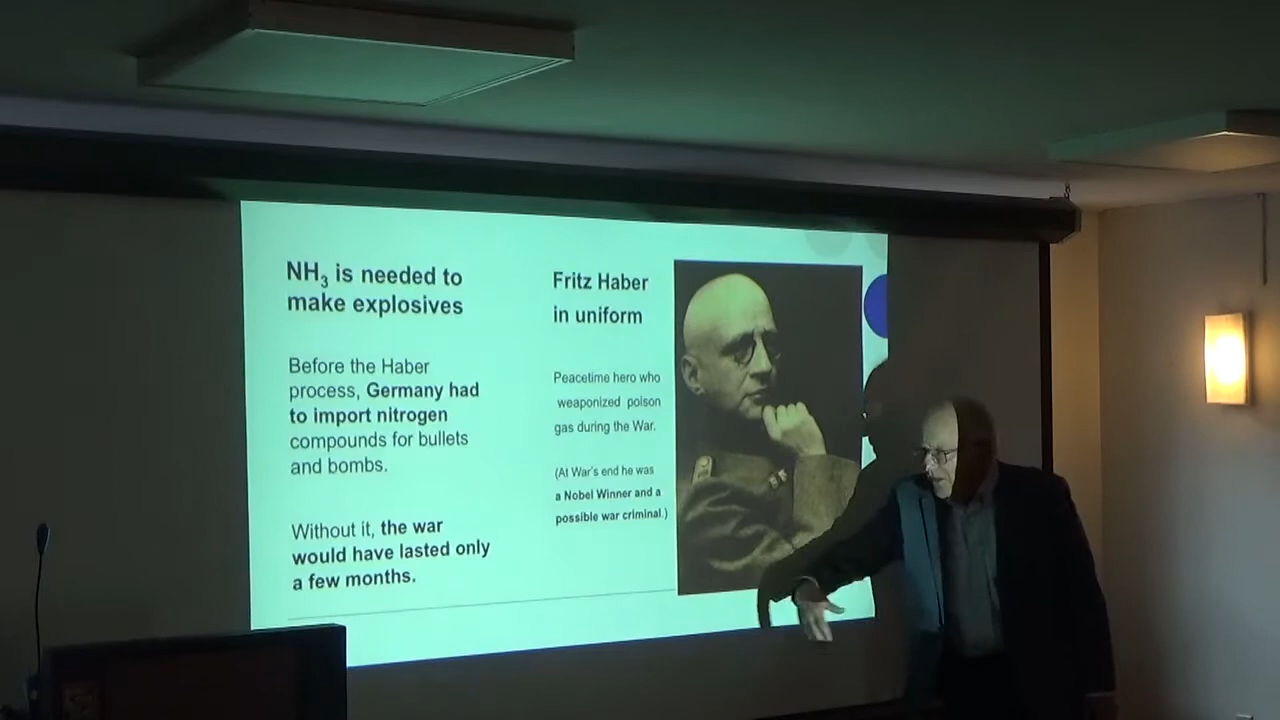 NH₃ is needed to
make explosives
Before the Haber
process, Germany had
to import nitrogen
compounds for bullets
and bombs.
Without it, the war
would have lasted only
a few months.
Fritz Haber
in uniform
Peacetime hero who
weaponized poison
gas during the War.
(At War's end he was
a Nobel Winner and a
possible war criminal.)